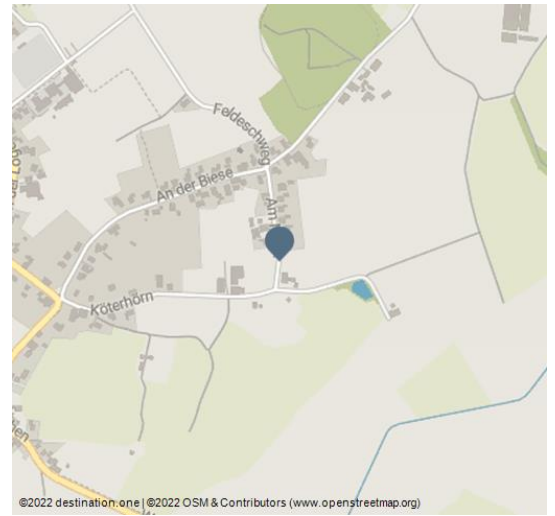 Feldeschweg
An der Biese
Am
Köterhörn
©2022 destination.one | ©2022 OSM & Contributors (www.openstreetmap.org)